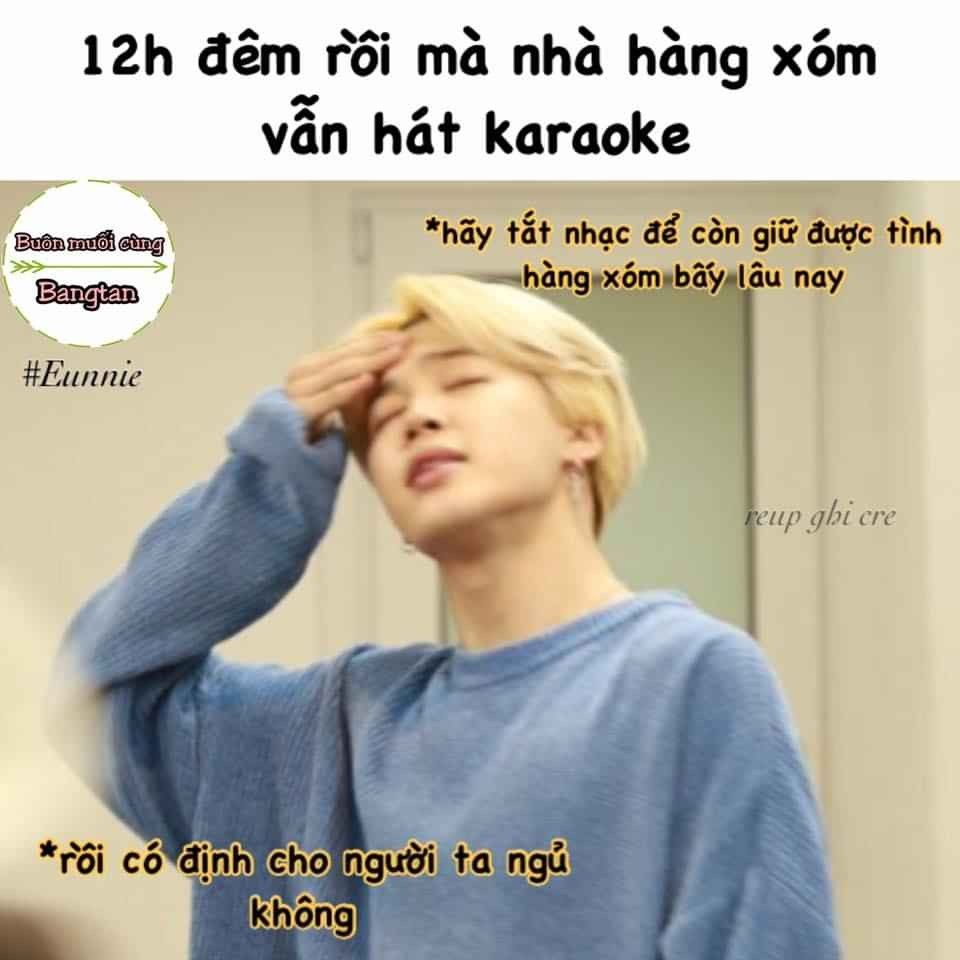 12h đêm rồi mà nhà hàng xóm
vẫn hát karaoke
Buôn muối cùng
Bangtan
*hãy tắt nhạc để còn giữ được tình
hàng xóm bấy lâu nay
#Eunnie
reup ghi cre
*rồi có định cho người ta ngủ
không